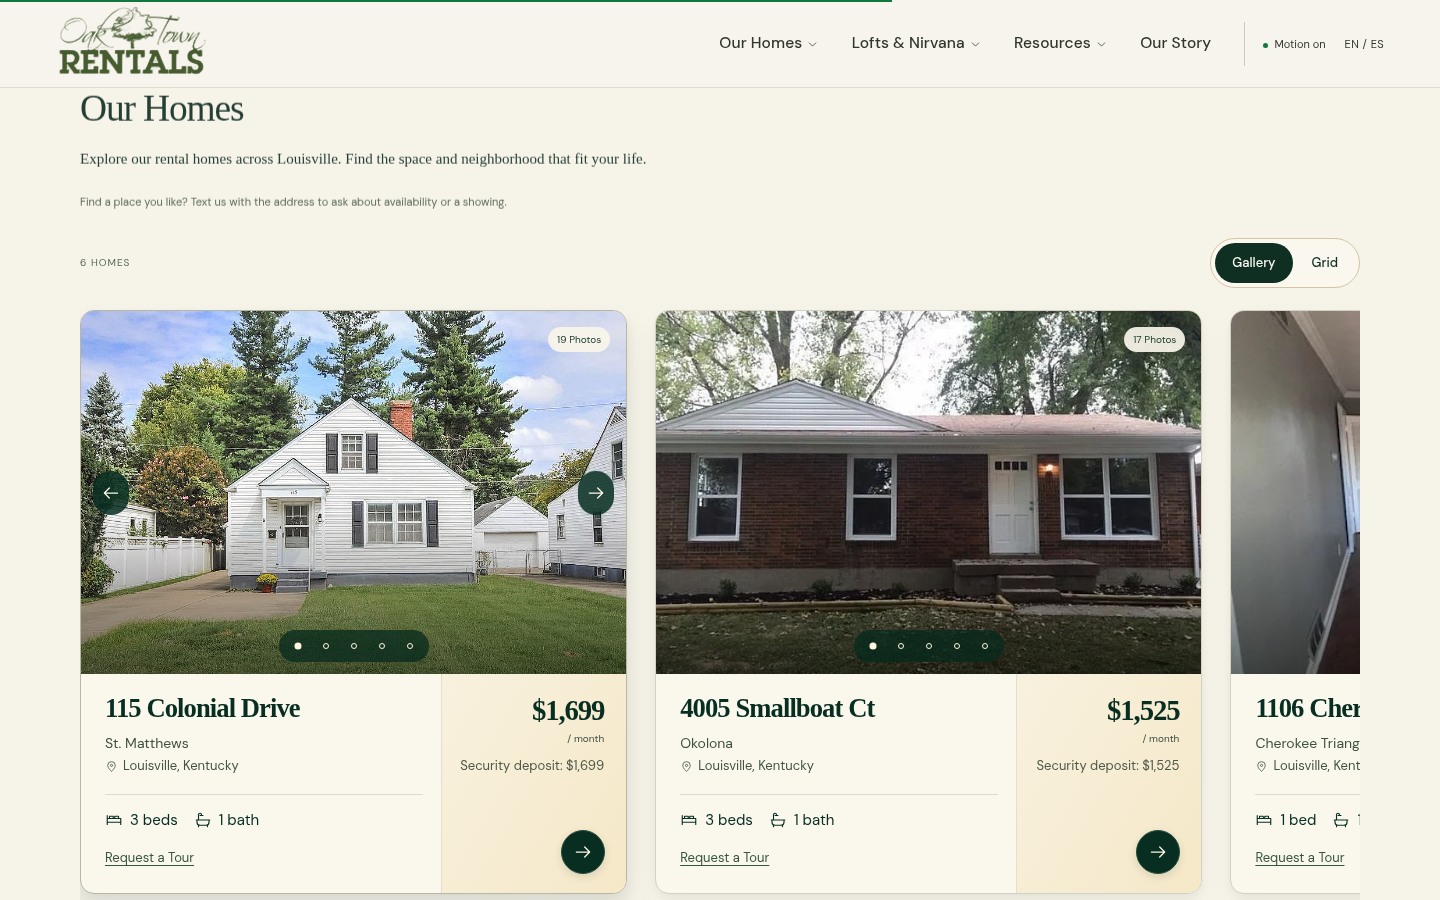 Oak Town
RENTALS
Our Homes
Lofts & Nirvana
Resources
Our Story
Motion on
EN / ES
Our Homes
Explore our rental homes across Louisville. Find the space and neighborhood that fit your life.
Find a place you like? Text us with the address to ask about availability or a showing.
6 HOMES
Gallery
Grid
19 Photos
115
17 Photos
115 Colonial Drive
St. Matthews
Louisville, Kentucky
$1,699
/ month
Security deposit: $1,699
3 beds
1 bath
Request a Tour
4005 Smallboat Ct
Okolona
Louisville, Kentucky
$1,525
/ month
Security deposit: $1,525
3 beds
1 bath
Request a Tour
1106 Cher
Cherokee Triang
Louisville, Kent
1 bed
1
Request a Tour